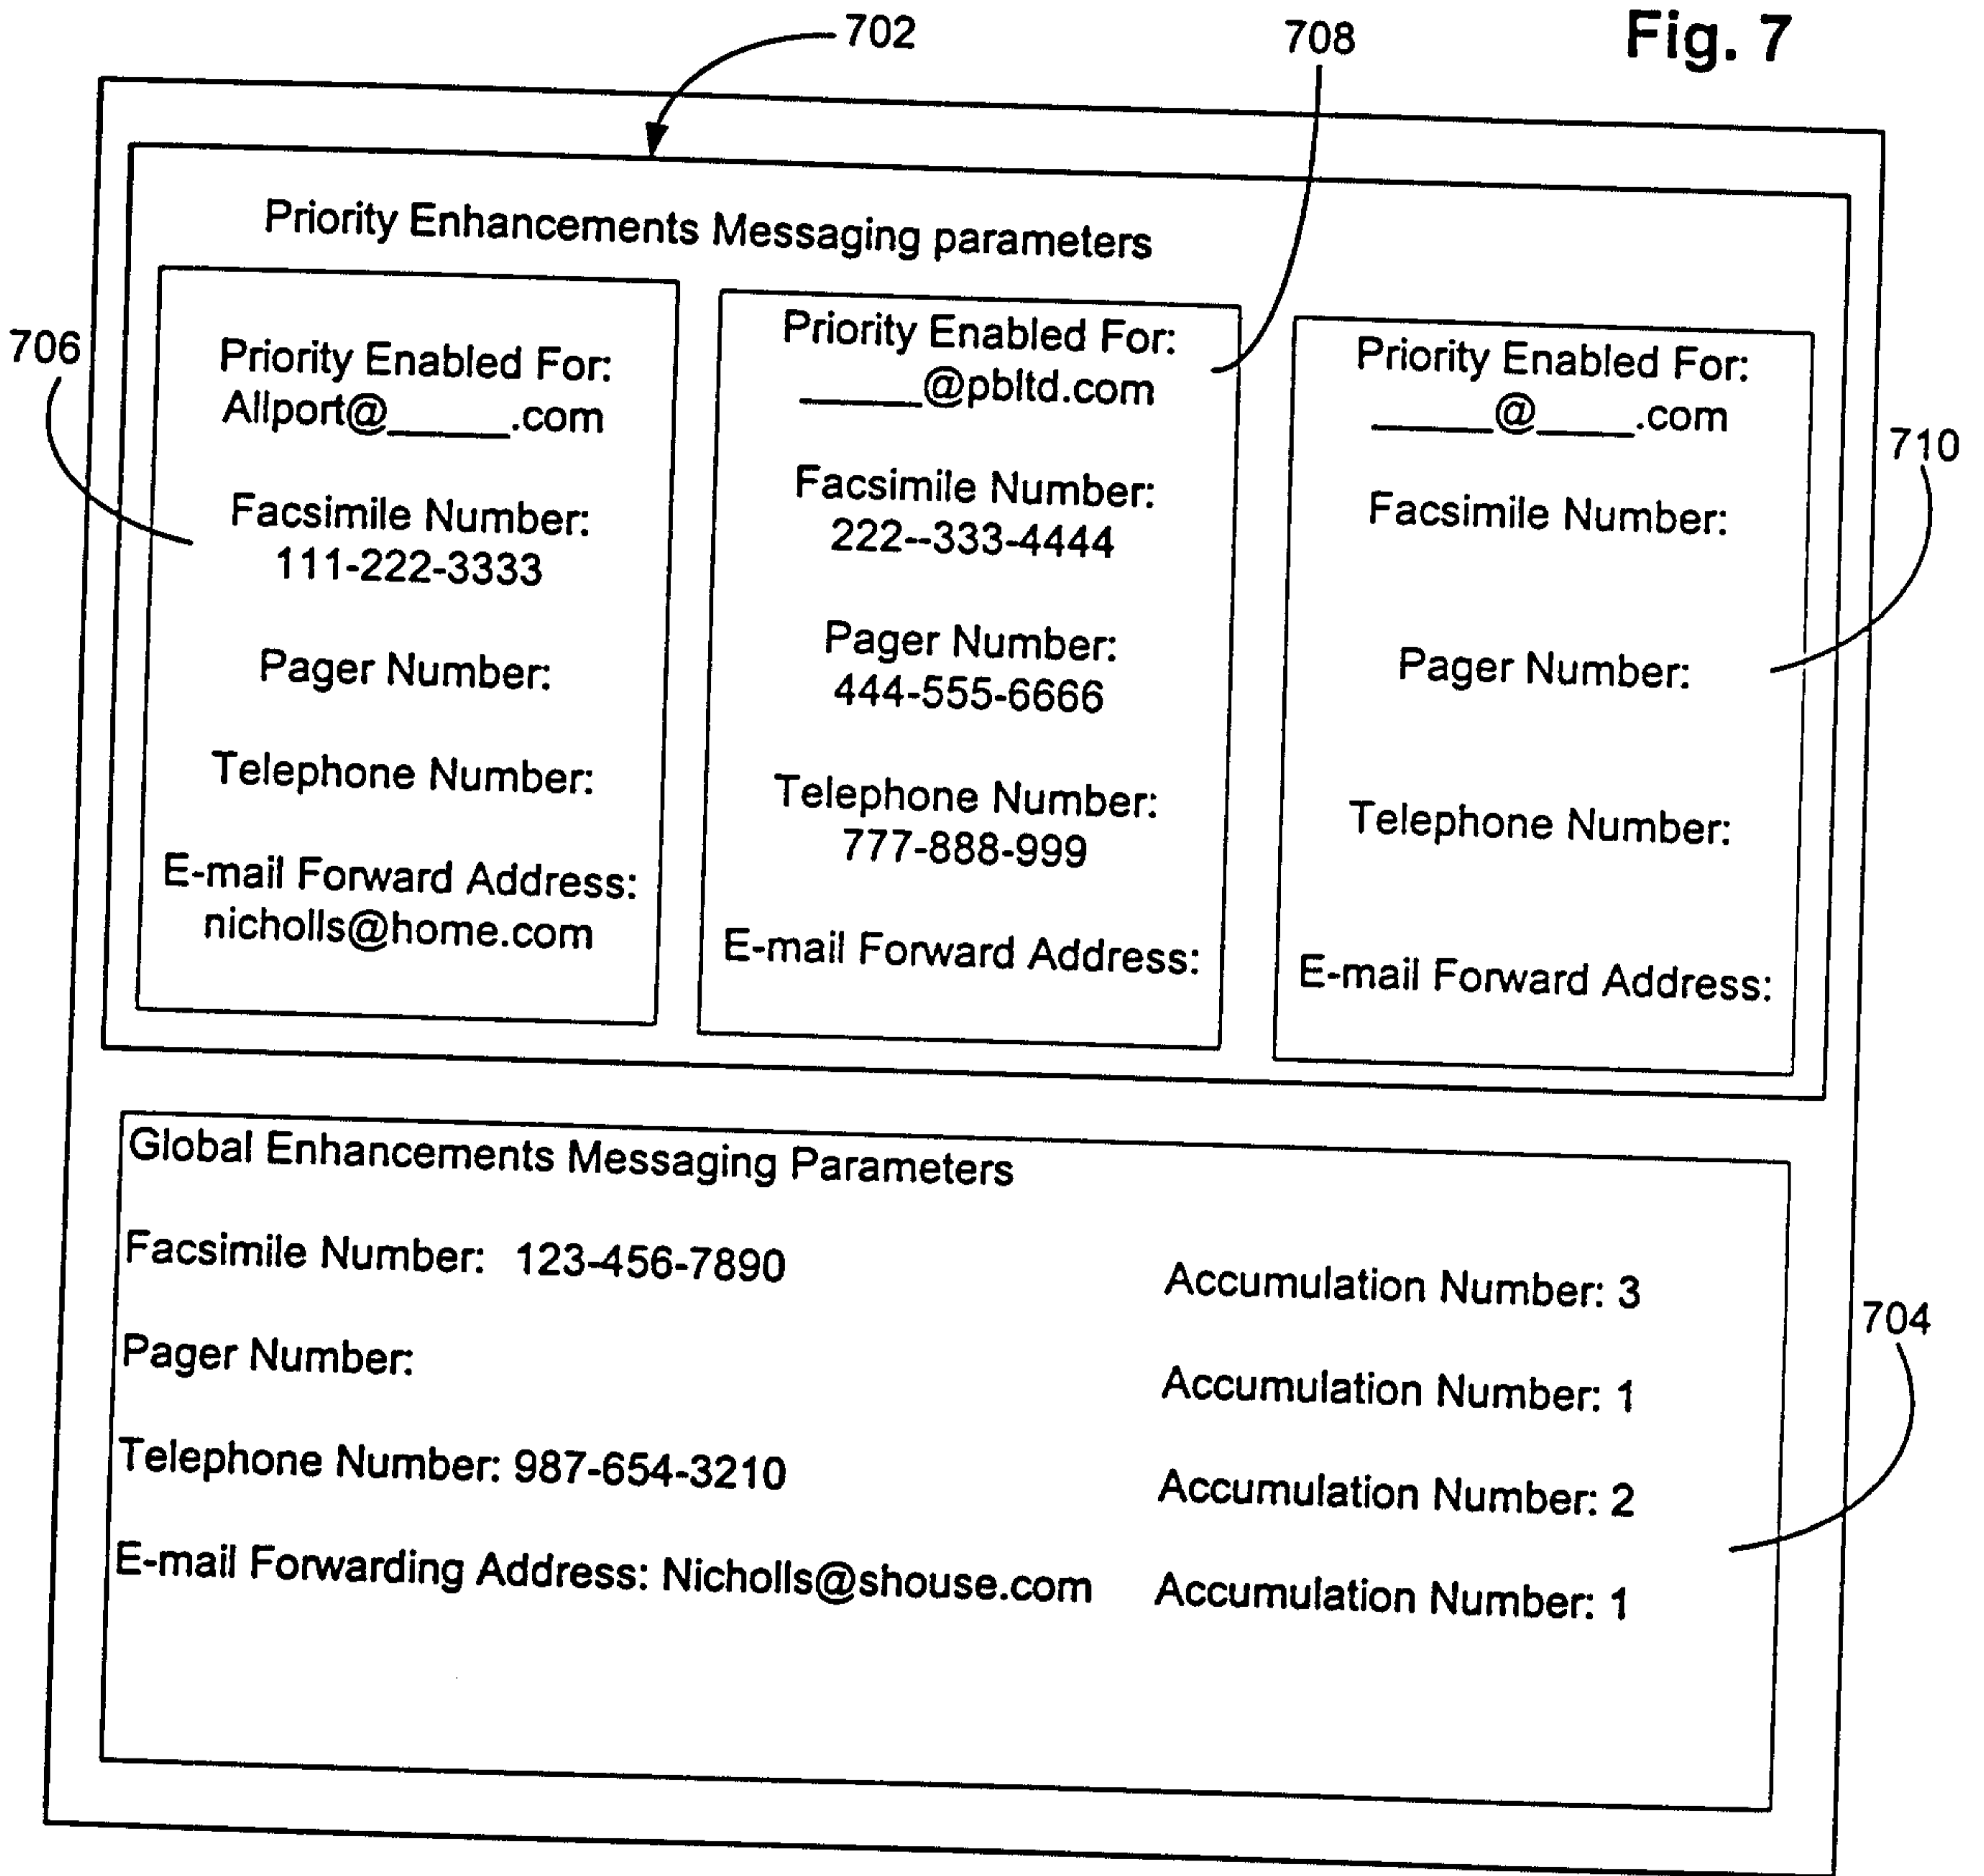 Fig. 7
702
708
Priority Enhancements Messaging parameters
706
Priority Enabled For:
Allport@_____.com
Facsimile Number:
111-222-3333
Pager Number:
Telephone Number:
E-mail Forward Address:
nicholls@home.com
Priority Enabled For:
_____@pbltd.com
Facsimile Number:
222--333-4444
Pager Number:
444-555-6666
Telephone Number:
777-888-999
E-mail Forward Address:
Priority Enabled For:
_____@____.com
Facsimile Number:
Pager Number:
Telephone Number:
E-mail Forward Address:
710
Global Enhancements Messaging Parameters
Facsimile Number: 123-456-7890 Accumulation Number: 3
Pager Number: Accumulation Number: 1
Telephone Number: 987-654-3210 Accumulation Number: 2
E-mail Forwarding Address: Nicholls@shouse.com Accumulation Number: 1
704